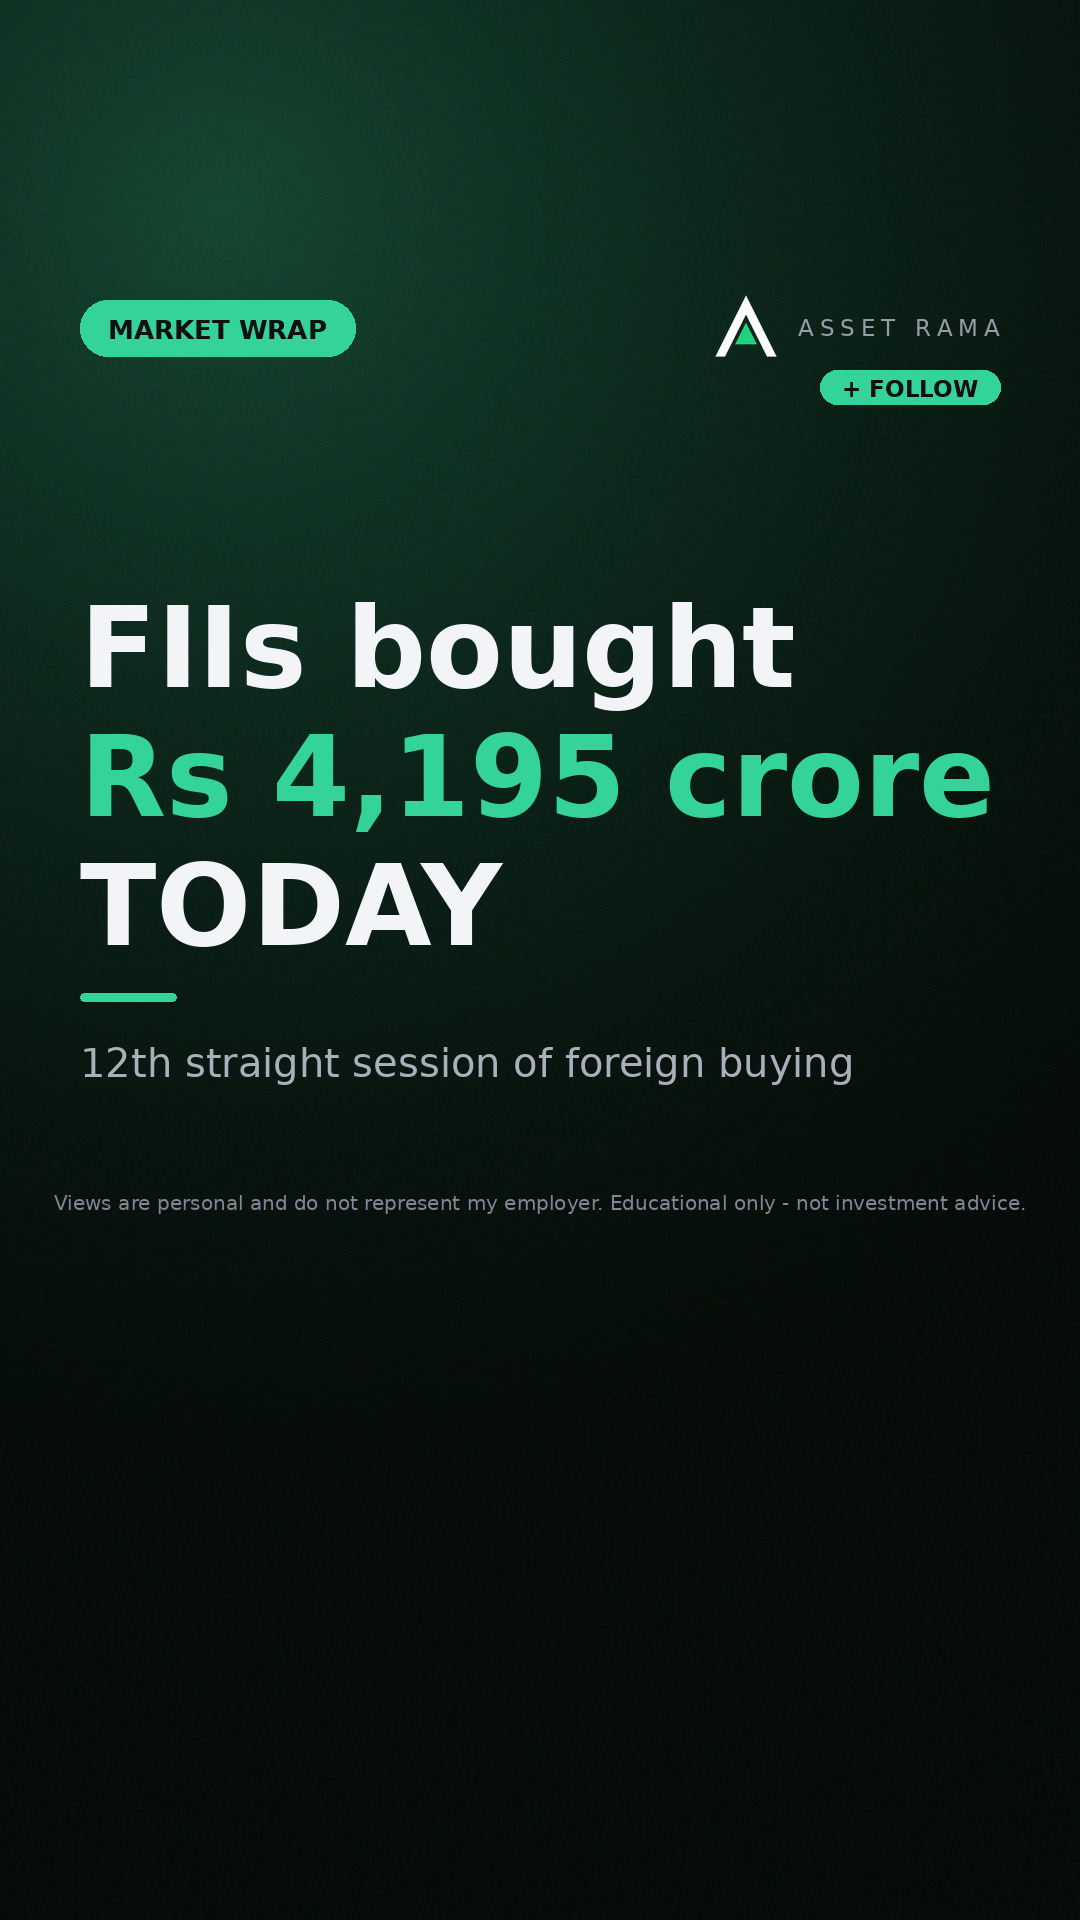 MARKET WRAP
ASSET RAMA
+ FOLLOW
FIIs bought
Rs 4,195 crore
TODAY
12th straight session of foreign buying
Views are personal and do not represent my employer. Educational only - not investment advice.